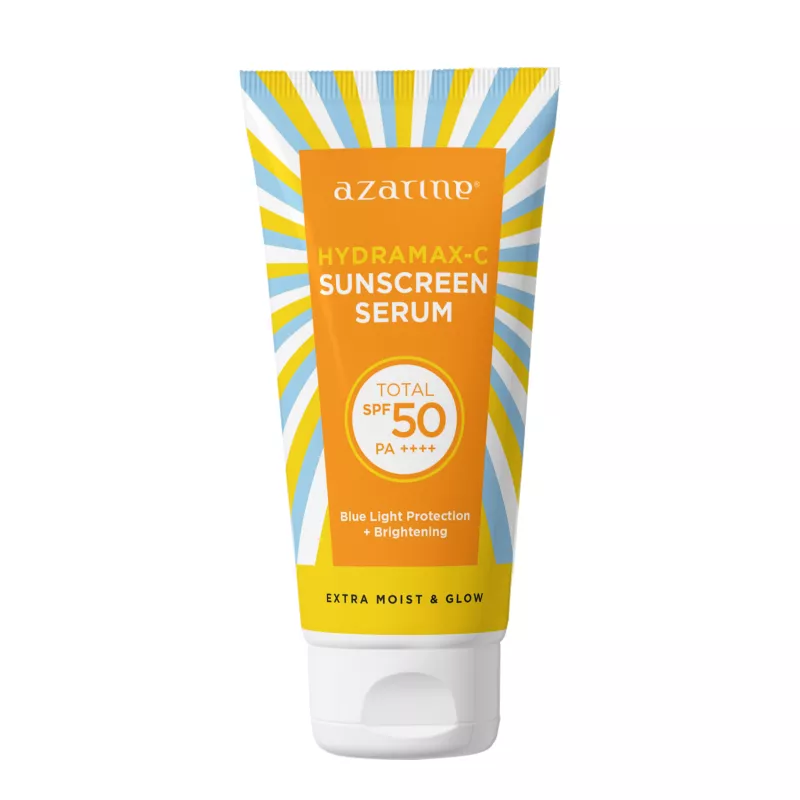 azarine®
HYDRAMAX-C
SUNSCREEN
SERUM
TOTAL
SPF 50
PA ++++
Blue Light Protection
+ Brightening
EXTRA MOIST & GLOW